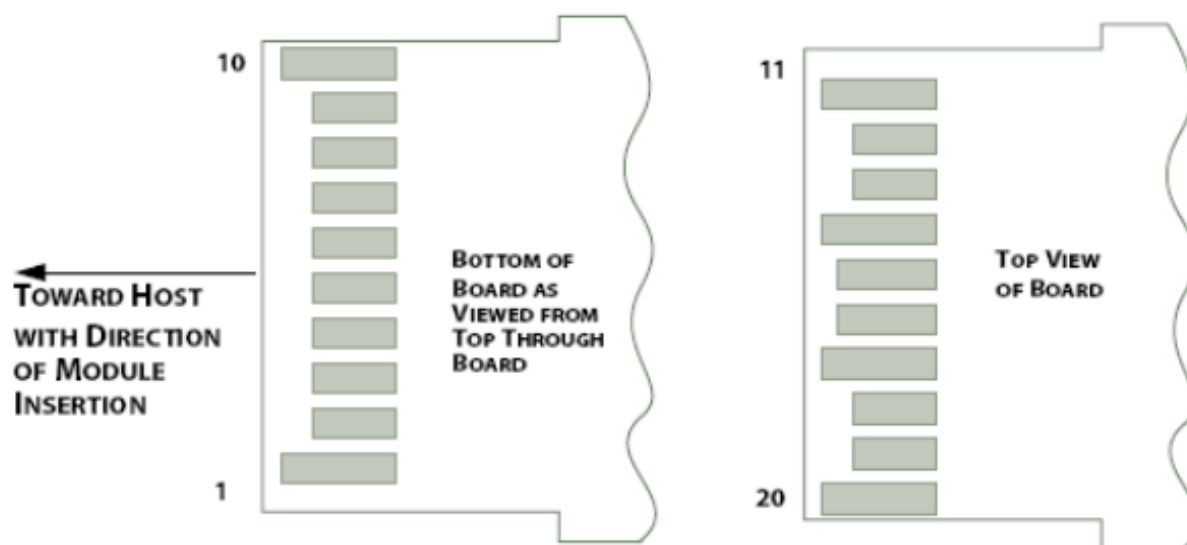 10
11
BOTTOM OF
BOARD AS
VIEWED FROM
TOP THROUGH
BOARD
TOP VIEW
OF BOARD
TOWARD HOST
WITH DIRECTION
OF MODULE
INSERTION
1
20